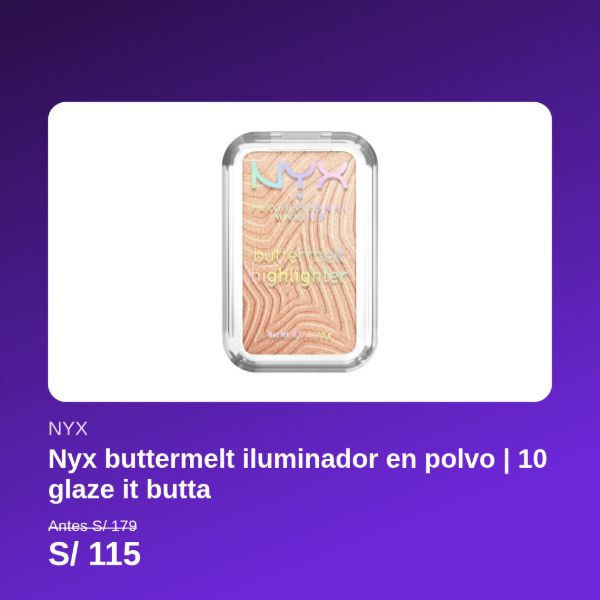 NYX
PROFESSIONAL
MAKEUP
buttermelt
highlighter
NYX
Nyx buttermelt iluminador en polvo | 10
glaze it butta
Antes S/ 179
S/ 115